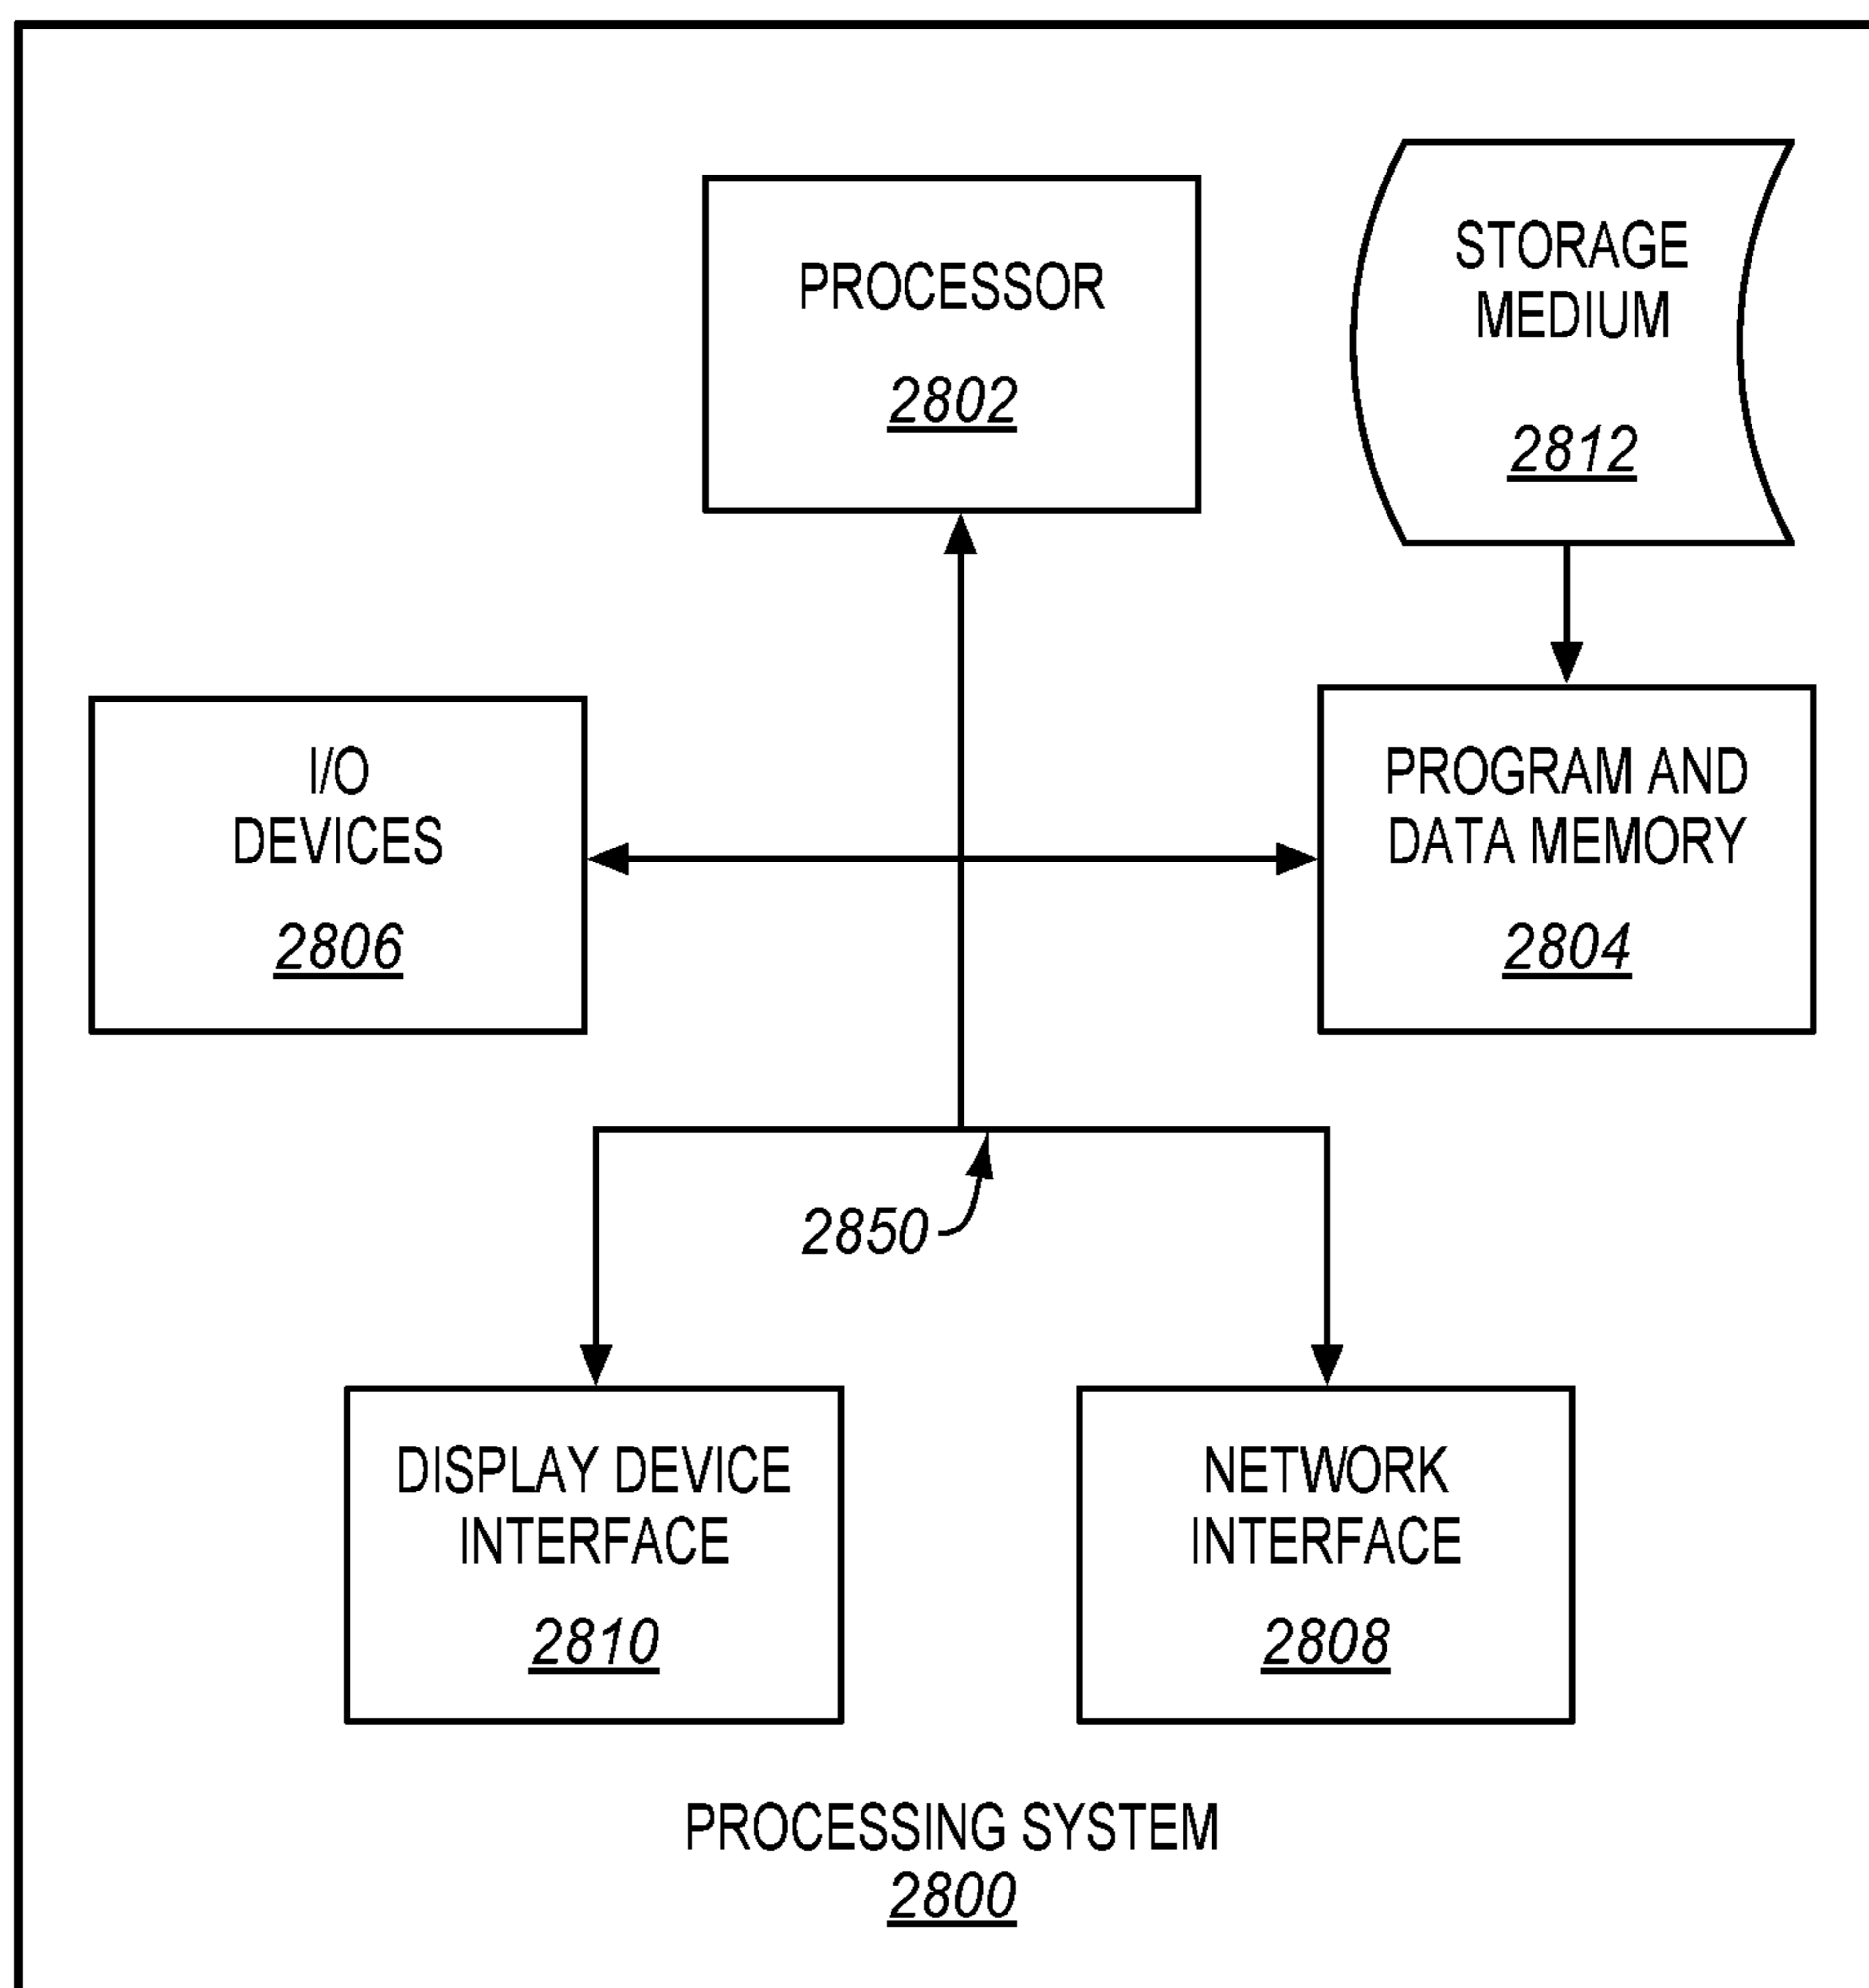 PROCESSOR
2802
STORAGE
MEDIUM
2812
I/O
DEVICES
2806
PROGRAM AND
DATA MEMORY
2804
2850
DISPLAY DEVICE
INTERFACE
2810
NETWORK
INTERFACE
2808
PROCESSING SYSTEM
2800